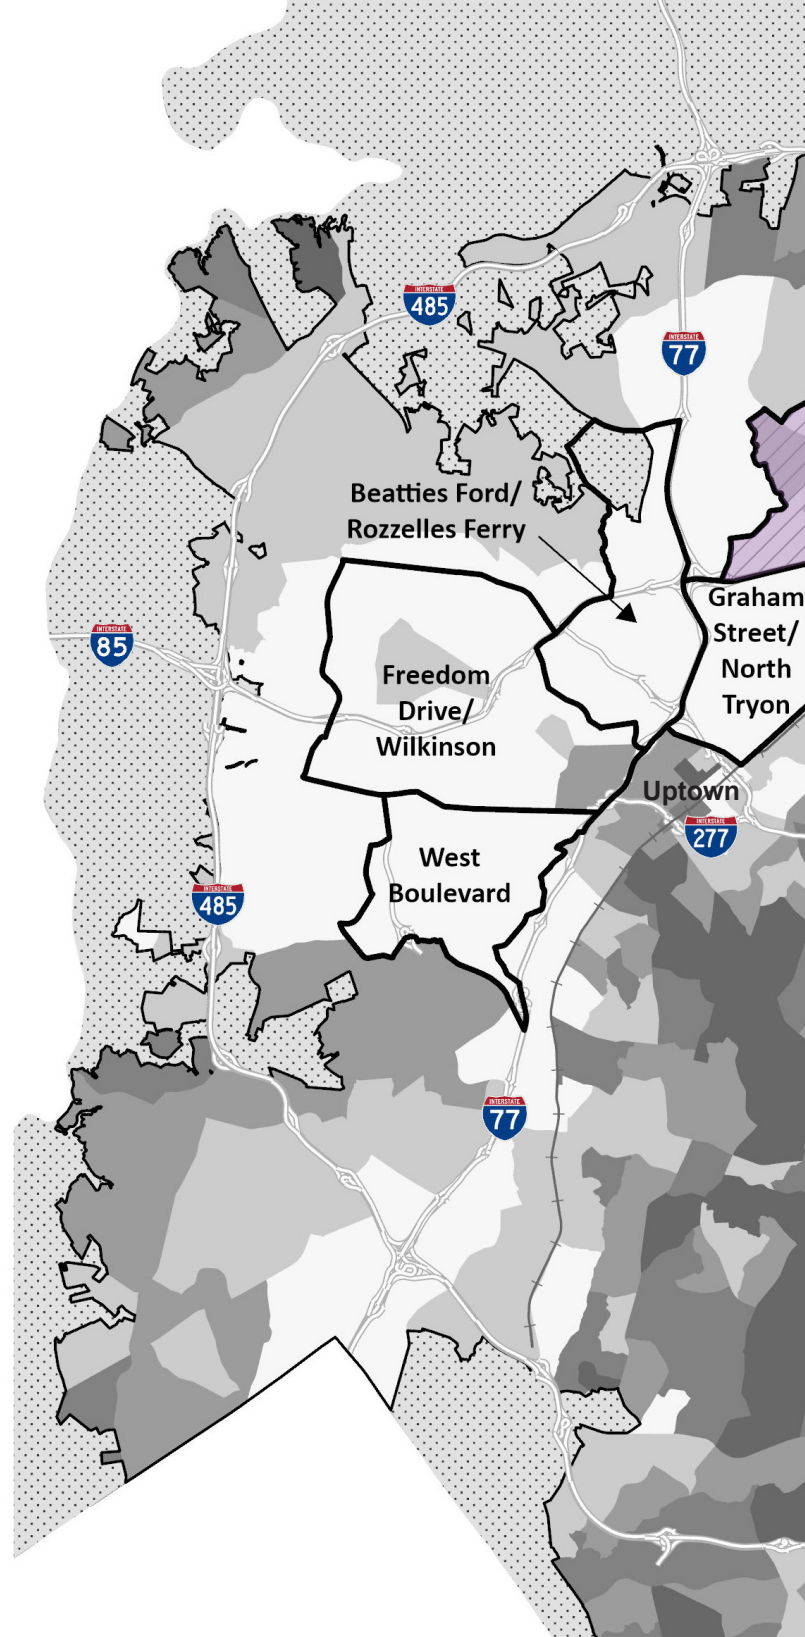 INTERSTATE
485
INTERSTATE
77
Beatties Ford/
Rozzelles Ferry
Graham
Street/
North
Tryon
INTERSTATE
85
Freedom
Drive/
Wilkinson
Uptown
INTERSTATE
277
West
Boulevard
INTERSTATE
485
INTERSTATE
77